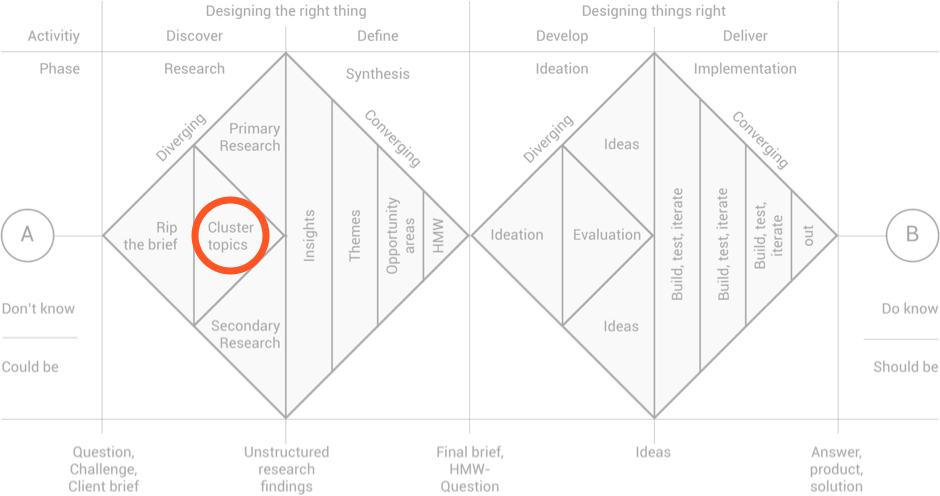 Designing the right thing
Designing things right
Activitiy
Discover
Define
Develop
Deliver
Phase
Research
Synthesis
Ideation
Implementation
Diverging
Primary
Research
Converging
Diverging
Ideas
Converging
A
Rip
the brief
Cluster
topics
Insights
Themes
Opportunity
areas
HMW
Ideation
Evaluation
Build, test, iterate
Build, test, iterate
Build, test,
iterate
out
B
Don't know
Could be
Secondary
Research
Ideas
Do know
Should be
Question,
Challenge,
Client brief
Unstructured
research
findings
Final brief,
HMW-
Question
Ideas
Answer,
product,
solution